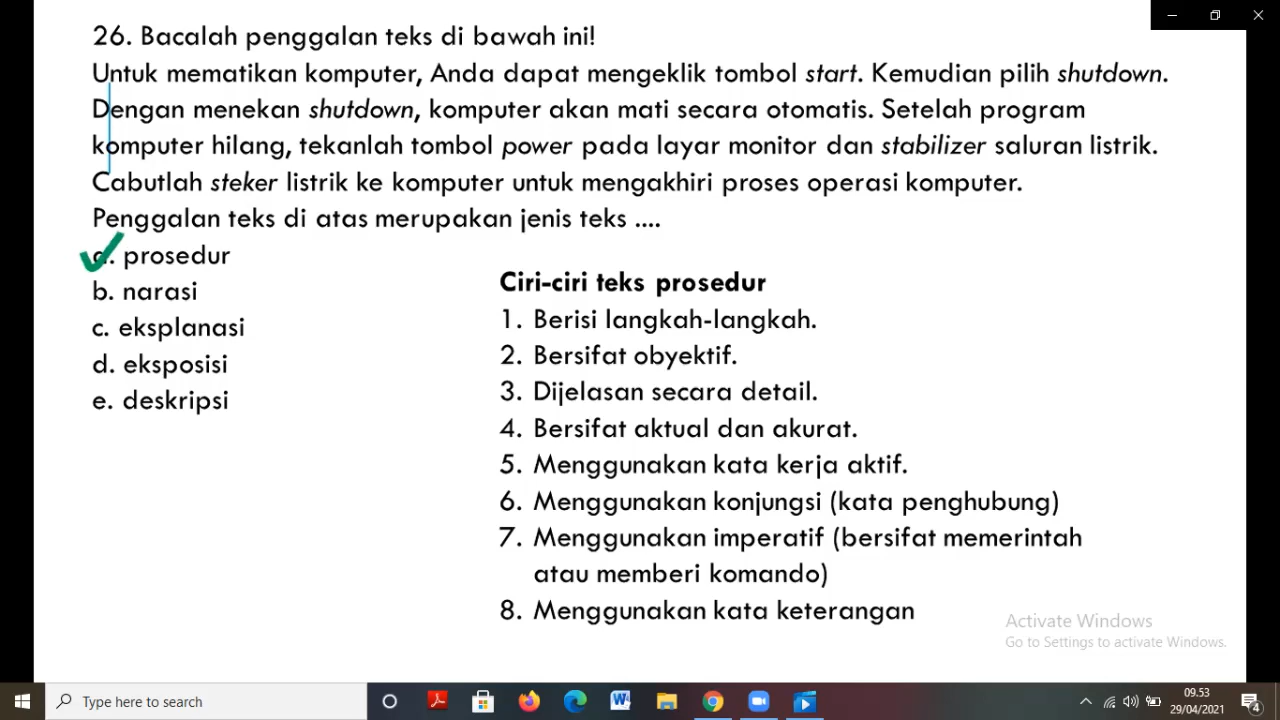 26. Bacalah penggalan teks di bawah ini!
Untuk mematikan komputer, Anda dapat mengeklik tombol start. Kemudian pilih shutdown.
Dengan menekan shutdown, komputer akan mati secara otomatis. Setelah program
komputer hilang, tekanlah tombol power pada layar monitor dan stabilizer saluran listrik.
Cabutlah steker listrik ke komputer untuk mengakhiri proses operasi komputer.
Penggalan teks di atas merupakan jenis teks ....
a. prosedur
b. narasi
c. eksplanasi
d. eksposisi
e. deskripsi
Ciri-ciri teks prosedur
1. Berisi langkah-langkah.
2. Bersifat obyektif.
3. Dijelasan secara detail.
4. Bersifat aktual dan akurat.
5. Menggunakan kata kerja aktif.
6. Menggunakan konjungsi (kata penghubung)
7. Menggunakan imperatif (bersifat memerintah
atau memberi komando)
8. Menggunakan kata keterangan
Activate Windows
Go to Settings to activate Windows.
Type here to search
09.53
29/04/2021
4